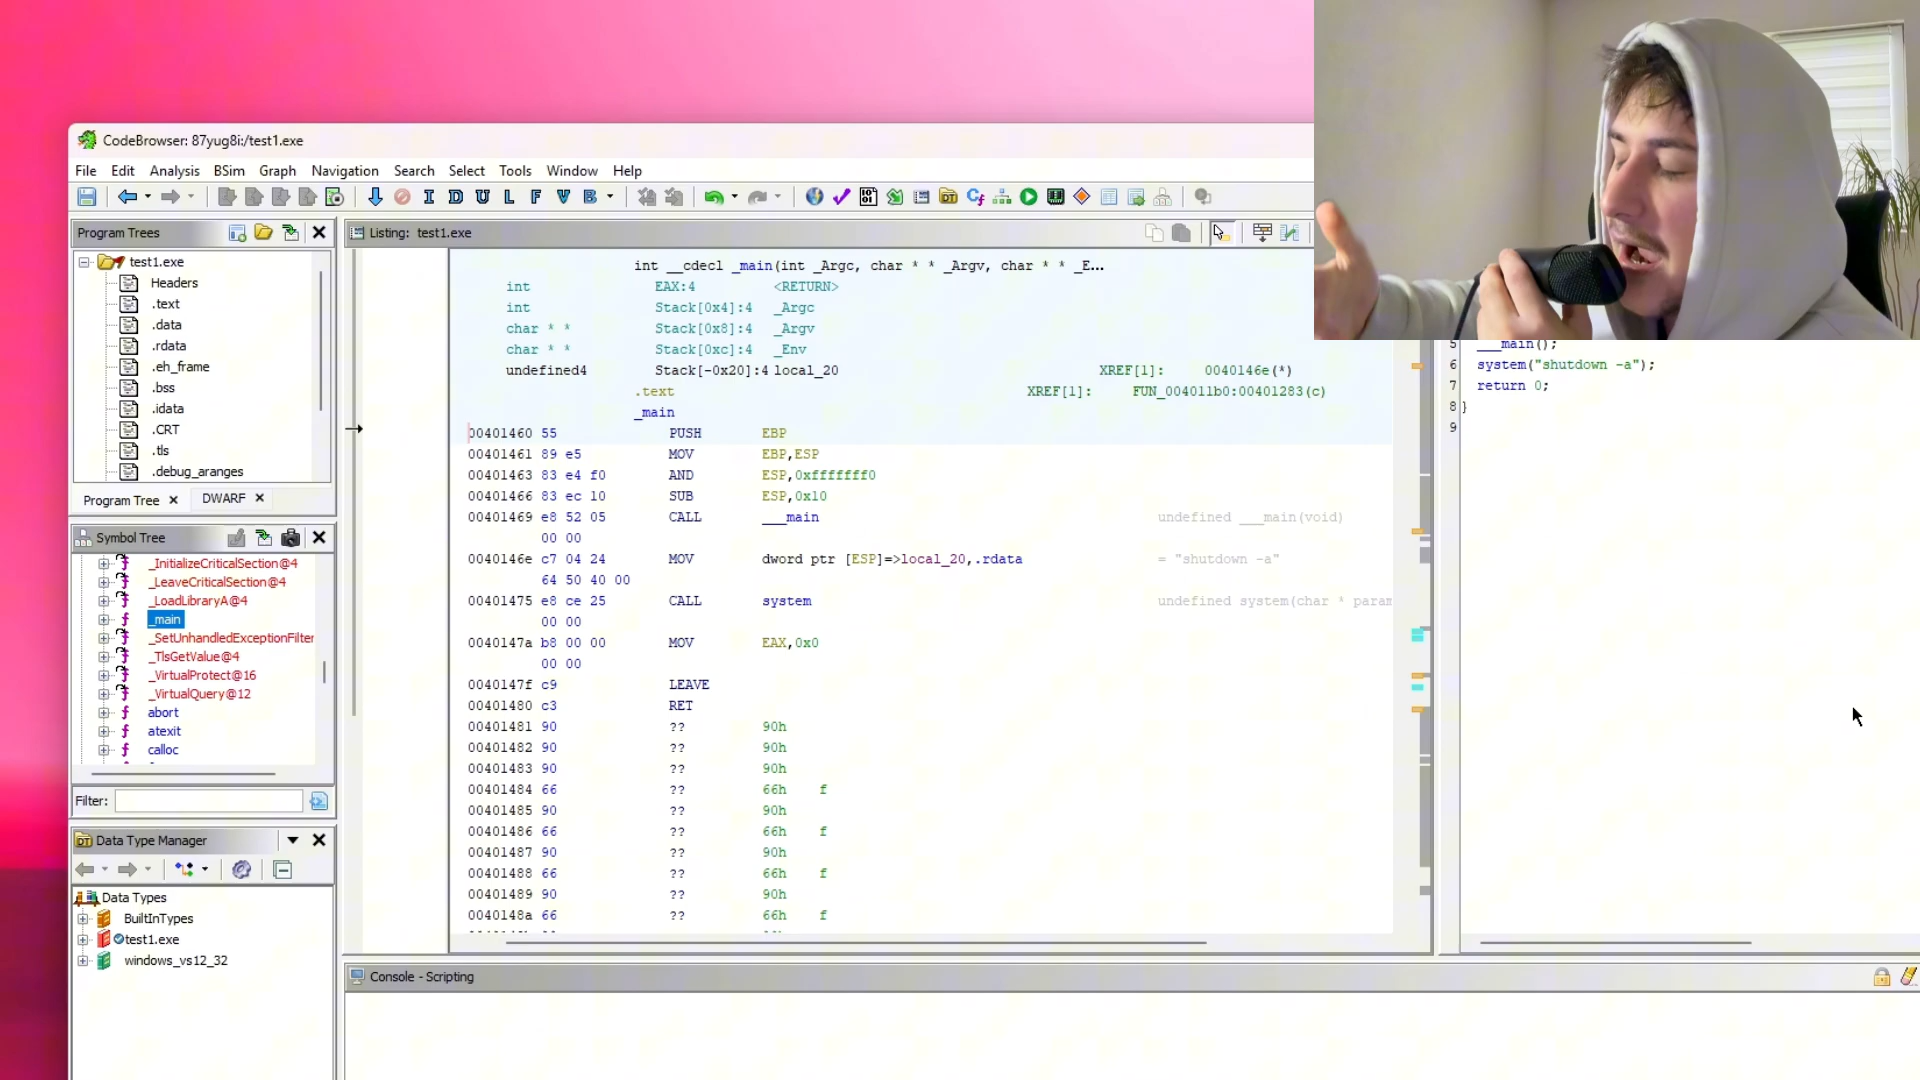 CodeBrowser: 87yug8i:/test1.exe
File Edit Analysis BSim Graph Navigation Search Select Tools Window Help
I D U L F V B
Program Trees
test1.exe
Headers
.text
.data
.rdata
.eh_frame
.bss
.idata
.CRT
.tls
.debug_aranges
Program Tree DWARF
Symbol Tree
_InitializeCriticalSection@4
_LeaveCriticalSection@4
_LoadLibraryA@4
_main
_SetUnhandledExceptionFilter
_TlsGetValue@4
_VirtualProtect@16
_VirtualQuery@12
abort
atexit
calloc
Filter:
Data Type Manager
Data Types
BuiltInTypes
test1.exe
windows_vs12_32
Listing: test1.exe
int __cdecl _main(int _Argc, char * * _Argv, char * * _E...
int EAX:4 <RETURN>
int Stack[0x4]:4 _Argc
char * * Stack[0x8]:4 _Argv
char * * Stack[0xc]:4 _Env
undefined4 Stack[-0x20]:4 local_20 XREF[1]: 0040146e(*)
.text XREF[1]: FUN_004011b0:00401283(c)
_main
00401460 55 PUSH EBP
00401461 89 e5 MOV EBP,ESP
00401463 83 e4 f0 AND ESP,0xfffffff0
00401466 83 ec 10 SUB ESP,0x10
00401469 e8 52 05 CALL ___main undefined ___main(void)
00 00
0040146e c7 04 24 MOV dword ptr [ESP]=>local_20,.rdata = "shutdown -a"
64 50 40 00
00401475 e8 ce 25 CALL system undefined system(char * param
00 00
0040147a b8 00 00 MOV EAX,0x0
00 00
0040147f c9 LEAVE
00401480 c3 RET
00401481 90 ?? 90h
00401482 90 ?? 90h
00401483 90 ?? 90h
00401484 66 ?? 66h f
00401485 90 ?? 90h
00401486 66 ?? 66h f
00401487 90 ?? 90h
00401488 66 ?? 66h f
00401489 90 ?? 90h
0040148a 66 ?? 66h f
5 ___main();
6 system("shutdown -a");
7 return 0;
8 }
9
Console - Scripting